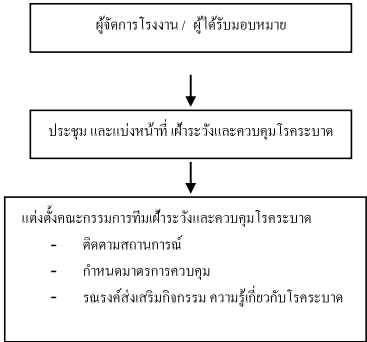 ผู้จัดการโรงงาน / ผู้ได้รับมอบหมาย
ประชุม และแบ่งหน้าที่ เฝ้าระวังและควบคุมโรคระบาด
แต่งตั้งคณะกรรมการทีมเฝ้าระวังและควบคุมโรคระบาด
- ติดตามสถานการณ์
- กำหนดมาตรการควบคุม
- รณรงค์ส่งเสริมกิจกรรม ความรู้เกี่ยวกับโรคระบาด